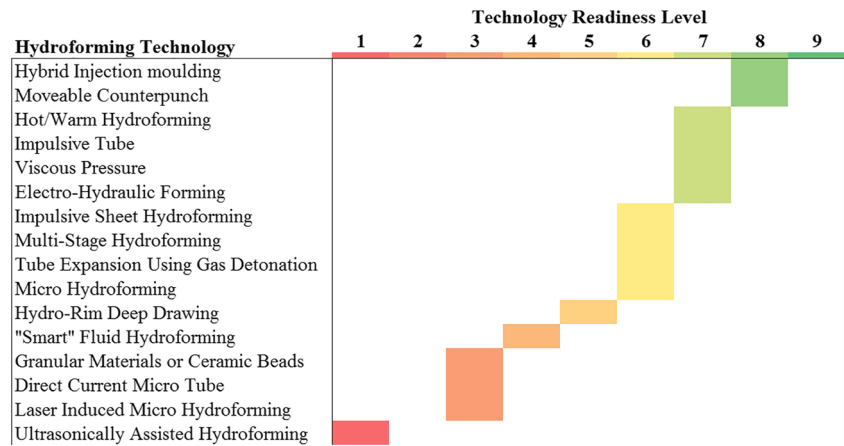 Technology Readiness Level
Hydroforming Technology 1 2 3 4 5 6 7 8 9
Hybrid Injection moulding
Moveable Counterpunch
Hot/Warm Hydroforming
Impulsive Tube
Viscous Pressure
Electro-Hydraulic Forming
Impulsive Sheet Hydroforming
Multi-Stage Hydroforming
Tube Expansion Using Gas Detonation
Micro Hydroforming
Hydro-Rim Deep Drawing
"Smart" Fluid Hydroforming
Granular Materials or Ceramic Beads
Direct Current Micro Tube
Laser Induced Micro Hydroforming
Ultrasonically Assisted Hydroforming